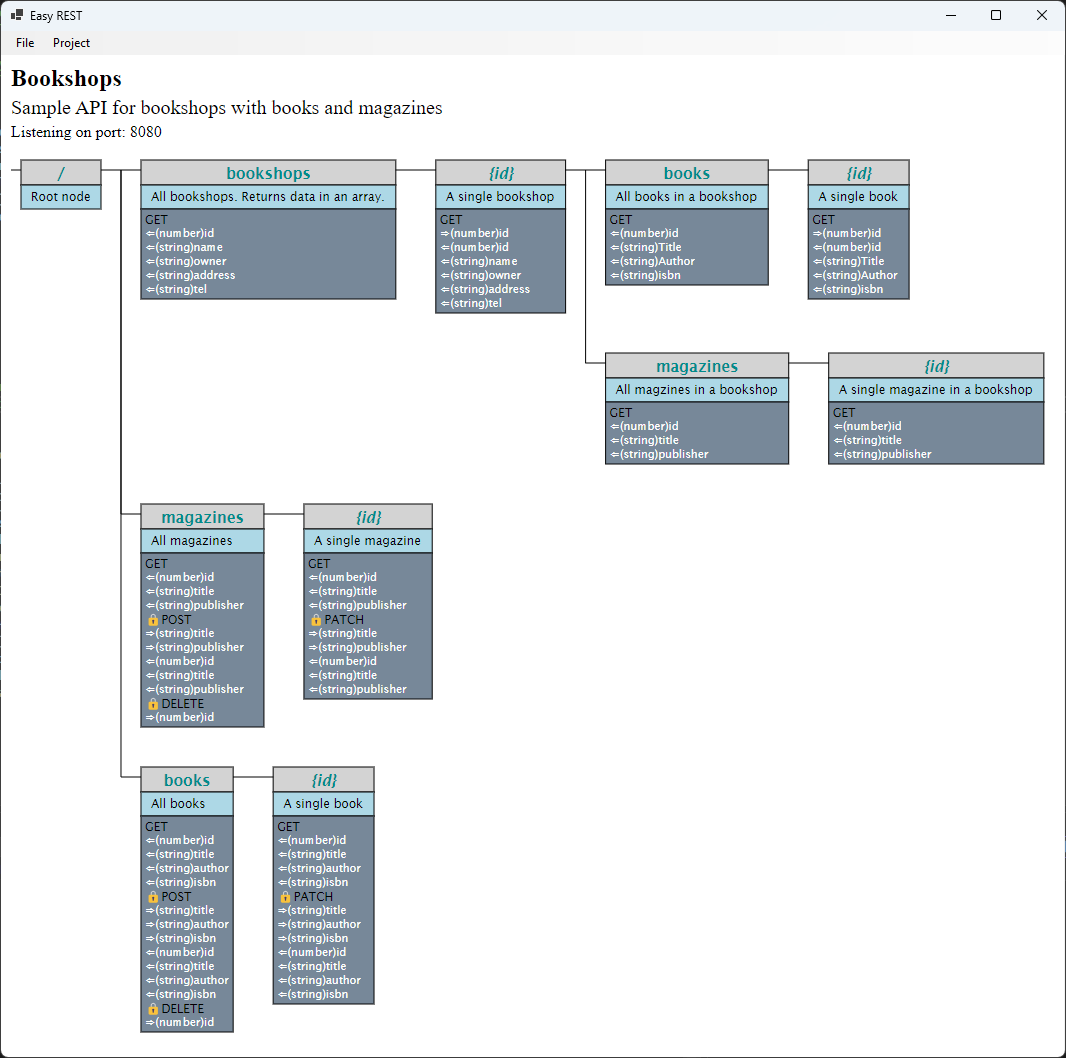 Easy REST
File Project
Bookshops
Sample API for bookshops with books and magazines
Listening on port: 8080
/
Root node
bookshops
All bookshops. Returns data in an array.
GET
⇐(number)id
⇐(string)name
⇐(string)owner
⇐(string)address
⇐(string)tel
{id}
A single bookshop
GET
⇒(number)id
⇐(number)id
⇐(string)name
⇐(string)owner
⇐(string)address
⇐(string)tel
books
All books in a bookshop
GET
⇐(number)id
⇐(string)Title
⇐(string)Author
⇐(string)isbn
{id}
A single book
GET
⇒(number)id
⇐(number)id
⇐(string)Title
⇐(string)Author
⇐(string)isbn
magazines
All magzines in a bookshop
GET
⇐(number)id
⇐(string)title
⇐(string)publisher
{id}
A single magazine in a bookshop
GET
⇐(number)id
⇐(string)title
⇐(string)publisher
magazines
All magazines
GET
⇐(number)id
⇐(string)title
⇐(string)publisher
🔒POST
⇒(string)title
⇒(string)publisher
⇐(number)id
⇐(string)title
⇐(string)publisher
🔒DELETE
⇒(number)id
{id}
A single magazine
GET
⇐(number)id
⇐(string)title
⇐(string)publisher
🔒PATCH
⇒(string)title
⇒(string)publisher
⇐(number)id
⇐(string)title
⇐(string)publisher
books
All books
GET
⇐(number)id
⇐(string)title
⇐(string)author
⇐(string)isbn
🔒POST
⇒(string)title
⇒(string)author
⇒(string)isbn
⇐(number)id
⇐(string)title
⇐(string)author
⇐(string)isbn
🔒DELETE
⇒(number)id
{id}
A single book
GET
⇐(number)id
⇐(string)title
⇐(string)author
⇐(string)isbn
🔒PATCH
⇒(string)title
⇒(string)author
⇒(string)isbn
⇐(number)id
⇐(string)title
⇐(string)author
⇐(string)isbn